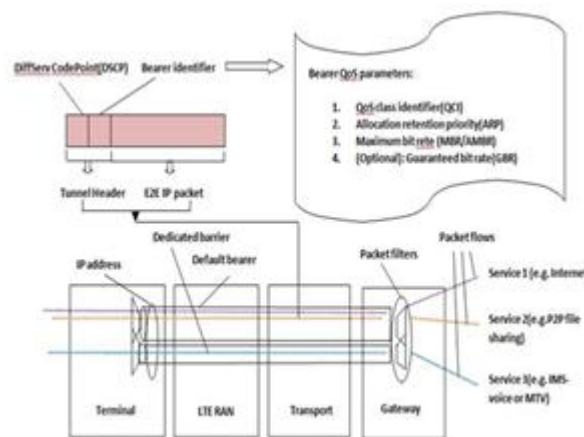 DiffServ CodePoint(DSCP)
Bearer identifier
Bearer QoS parameters:
1. QoS class identifier(QCI)
2. Allocation retention priority(ARP)
3. Maximum bit rete (MBR/AMBR)
4. (Optional): Guaranteed bit rate(GBR)
Tunnel Header
E2E IP packet
Dedicated barrier
IP address
Default bearer
Packet filters
Packet flows
Service 1 (e.g. Internet
Service 2(e.g.P2P file
sharing)
Service 3(e.g. IMS-
voice or MTV)
Terminal
LTE RAN
Transport
Gateway